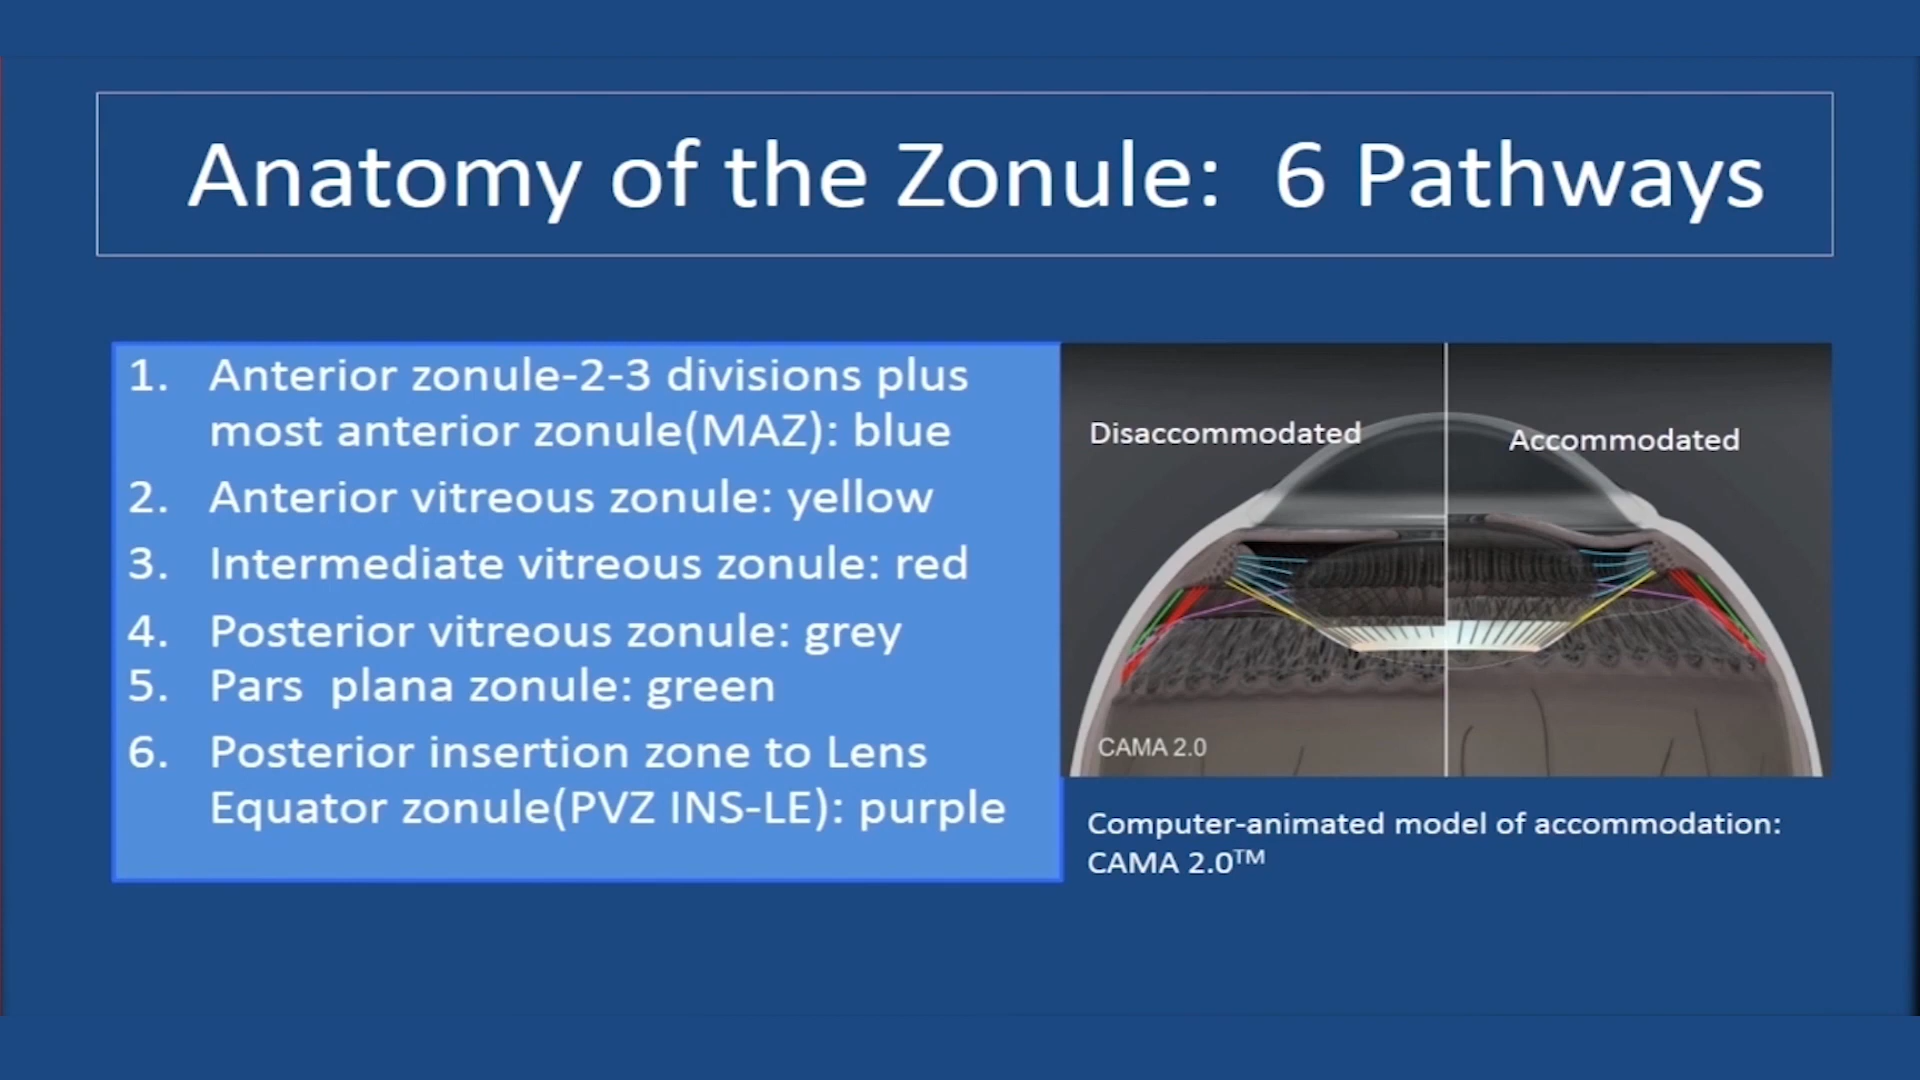 Anatomy of the Zonule: 6 Pathways
1. Anterior zonule-2-3 divisions plus
most anterior zonule(MAZ): blue
2. Anterior vitreous zonule: yellow
3. Intermediate vitreous zonule: red
4. Posterior vitreous zonule: grey
5. Pars plana zonule: green
6. Posterior insertion zone to Lens
Equator zonule(PVZ INS-LE): purple
Disaccommodated
Accommodated
CAMA 2.0
Computer-animated model of accommodation:
CAMA 2.0™